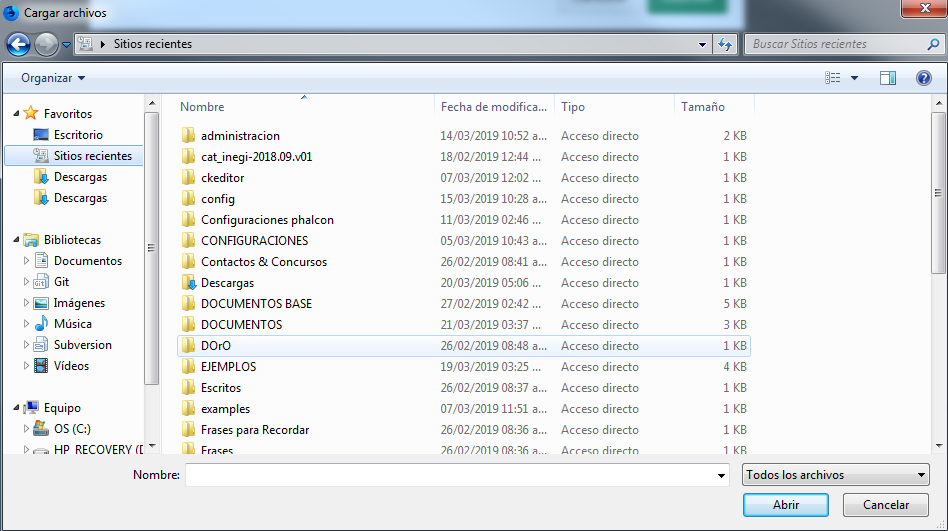 Cargar archivos
Sitios recientes
Buscar Sitios recientes
Organizar
Nombre Fecha de modifica... Tipo Tamaño
Favoritos
Escritorio
Sitios recientes
Descargas
Descargas
Bibliotecas
Documentos
Git
Imágenes
Música
Subversion
Vídeos
Equipo
OS (C:)
HP_RECOVERY (D
administracion 14/03/2019 10:52 a... Acceso directo 2 KB
cat_inegi-2018.09.v01 18/02/2019 12:44 ... Acceso directo 1 KB
ckeditor 07/03/2019 12:02 ... Acceso directo 1 KB
config 15/03/2019 10:28 a... Acceso directo 1 KB
Configuraciones phalcon 11/03/2019 02:46 ... Acceso directo 1 KB
CONFIGURACIONES 05/03/2019 10:43 a... Acceso directo 1 KB
Contactos & Concursos 26/02/2019 08:41 a... Acceso directo 1 KB
Descargas 20/03/2019 05:06 ... Acceso directo 1 KB
DOCUMENTOS BASE 27/02/2019 02:42 ... Acceso directo 5 KB
DOCUMENTOS 21/03/2019 03:37 ... Acceso directo 3 KB
DOrO 26/02/2019 08:48 a... Acceso directo 1 KB
EJEMPLOS 19/03/2019 03:25 ... Acceso directo 4 KB
Escritos 26/02/2019 08:37 a... Acceso directo 1 KB
examples 07/03/2019 11:51 a... Acceso directo 1 KB
Frases para Recordar 26/02/2019 08:36 a... Acceso directo 1 KB
Frases 26/02/2019 08:36 a... Acceso directo 1 KB
Nombre:
Todos los archivos
Abrir Cancelar